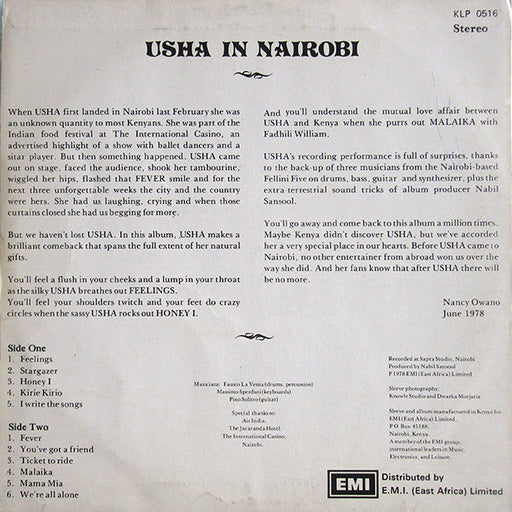 KLP 0516
Stereo
USHA IN NAIROBI
When USHA first landed in Nairobi last February she was
an unknown quantity to most Kenyans. She was part of the
Indian food festival at The International Casino, an
advertised highlight of a show with ballet dancers and a
sitar player. But then something happened. USHA came
out on stage, faced the audience, shook her tambourine,
wiggled her hips, flashed that FEVER smile and for the
next three unforgettable weeks the city and the country
were hers. She had us laughing, crying and when those
curtains closed she had us begging for more.
But we haven't lost USHA. In this album, USHA makes a
brilliant comeback that spans the full extent of her natural
gifts.
You'll feel a flush in your cheeks and a lump in your throat
as the silky USHA breathes out FEELINGS.
You'll feel your shoulders twitch and your feet do crazy
circles when the sassy USHA rocks out HONEY I.
And you'll understand the mutual love affair between
USHA and Kenya when she purrs out MALAIKA with
Fadhili William.
USHA's recording performance is full of surprises, thanks
to the back-up of three musicians from the Nairobi-based
Fellini Five on drums, bass, guitar and synthesizer, plus the
extra-terrestrial sound tricks of album producer Nabil
Sansool.
You'll go away and come back to this album a million times.
Maybe Kenya didn't discover USHA, but we've accorded
her a very special place in our hearts. Before USHA came to
Nairobi, no other entertainer from abroad won us over the
way she did. And her fans know that after USHA there will
be no more.
Nancy Owano
June 1978
Side One
1. Feelings
2. Stargazer
3. Honey I
4. Kirie Kirio
5. I write the songs
Side Two
1. Fever
2. You've got a friend
3. Ticket to ride
4. Malaika
5. Mama Mia
6. We're all alone
Musicians: Fausto La Venia (drums, percussion)
Massimo Sperduti (keyboards)
Pino Solitro (guitar)
Special thanks to:
Air India,
The Jacaranda Hotel,
The International Casino,
Nairobi.
Recorded at Sapra Studio, Nairobi
Produced by Nabil Sansool
P 1978 EMI (East Africa) Limited
Sleeve photography:
Knowle Studio and Dwarka Morjaria
Sleeve and album manufactured in Kenya for
EMI (East Africa) Limited,
P.O Box 45081,
Nairobi, Kenya.
A member of the EMI group,
international leaders in Music,
Electronics, and Leisure.
EMI
Distributed by
E.M.I. (East Africa) Limited